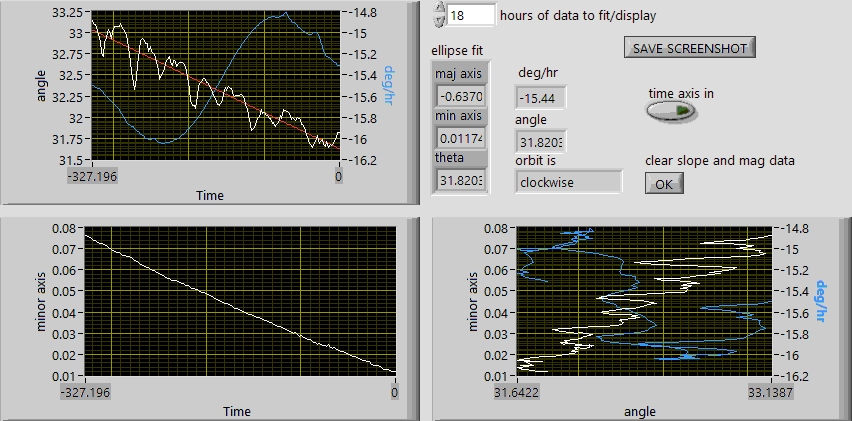 33.25
33
32.75
32.5
32.25
32
31.75
31.5
angle
-14.8
-15
-15.2
-15.4
-15.6
-15.8
-16
-16.2
deg/hr
-327.196
0
Time
18 hours of data to fit/display
SAVE SCREENSHOT
ellipse fit
maj axis
-0.6370
min axis
0.01174
theta
31.8203
deg/hr
-15.44
angle
31.8203
orbit is
clockwise
time axis in
clear slope and mag data
OK
0.08
0.07
0.06
0.05
0.04
0.03
0.02
0.01
minor axis
-327.196
0
Time
0.08
0.07
0.06
0.05
0.04
0.03
0.02
0.01
minor axis
-14.8
-15
-15.2
-15.4
-15.6
-15.8
-16
-16.2
deg/hr
31.6422
33.1387
angle